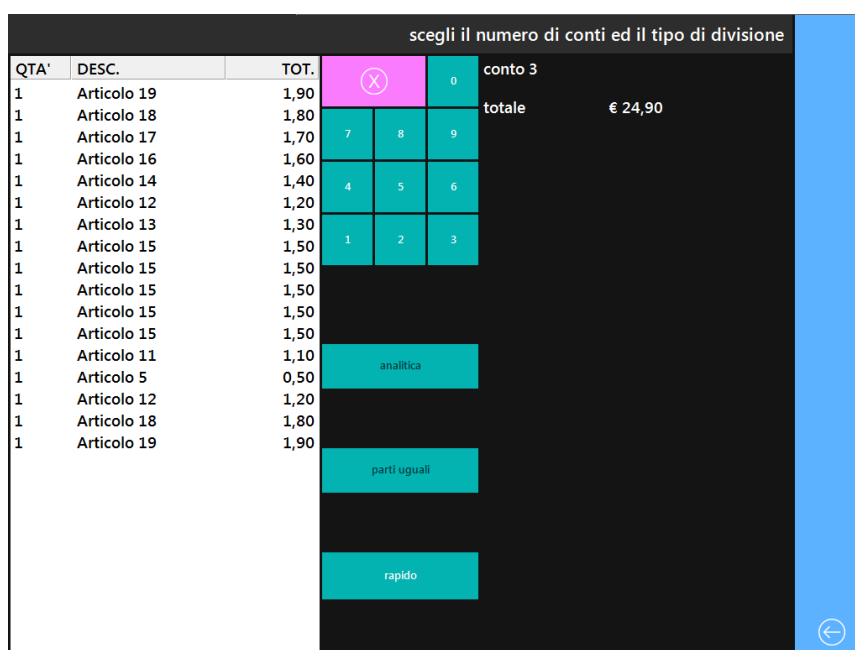 scegli il numero di conti ed il tipo di divisione
QTA' DESC. TOT.
1 Articolo 19 1,90
1 Articolo 18 1,80
1 Articolo 17 1,70
1 Articolo 16 1,60
1 Articolo 14 1,40
1 Articolo 12 1,20
1 Articolo 13 1,30
1 Articolo 15 1,50
1 Articolo 15 1,50
1 Articolo 15 1,50
1 Articolo 15 1,50
1 Articolo 15 1,50
1 Articolo 11 1,10
1 Articolo 5 0,50
1 Articolo 12 1,20
1 Articolo 18 1,80
1 Articolo 19 1,90
X 0
7 8 9
4 5 6
1 2 3
analitica
parti uguali
rapido
conto 3
totale € 24,90